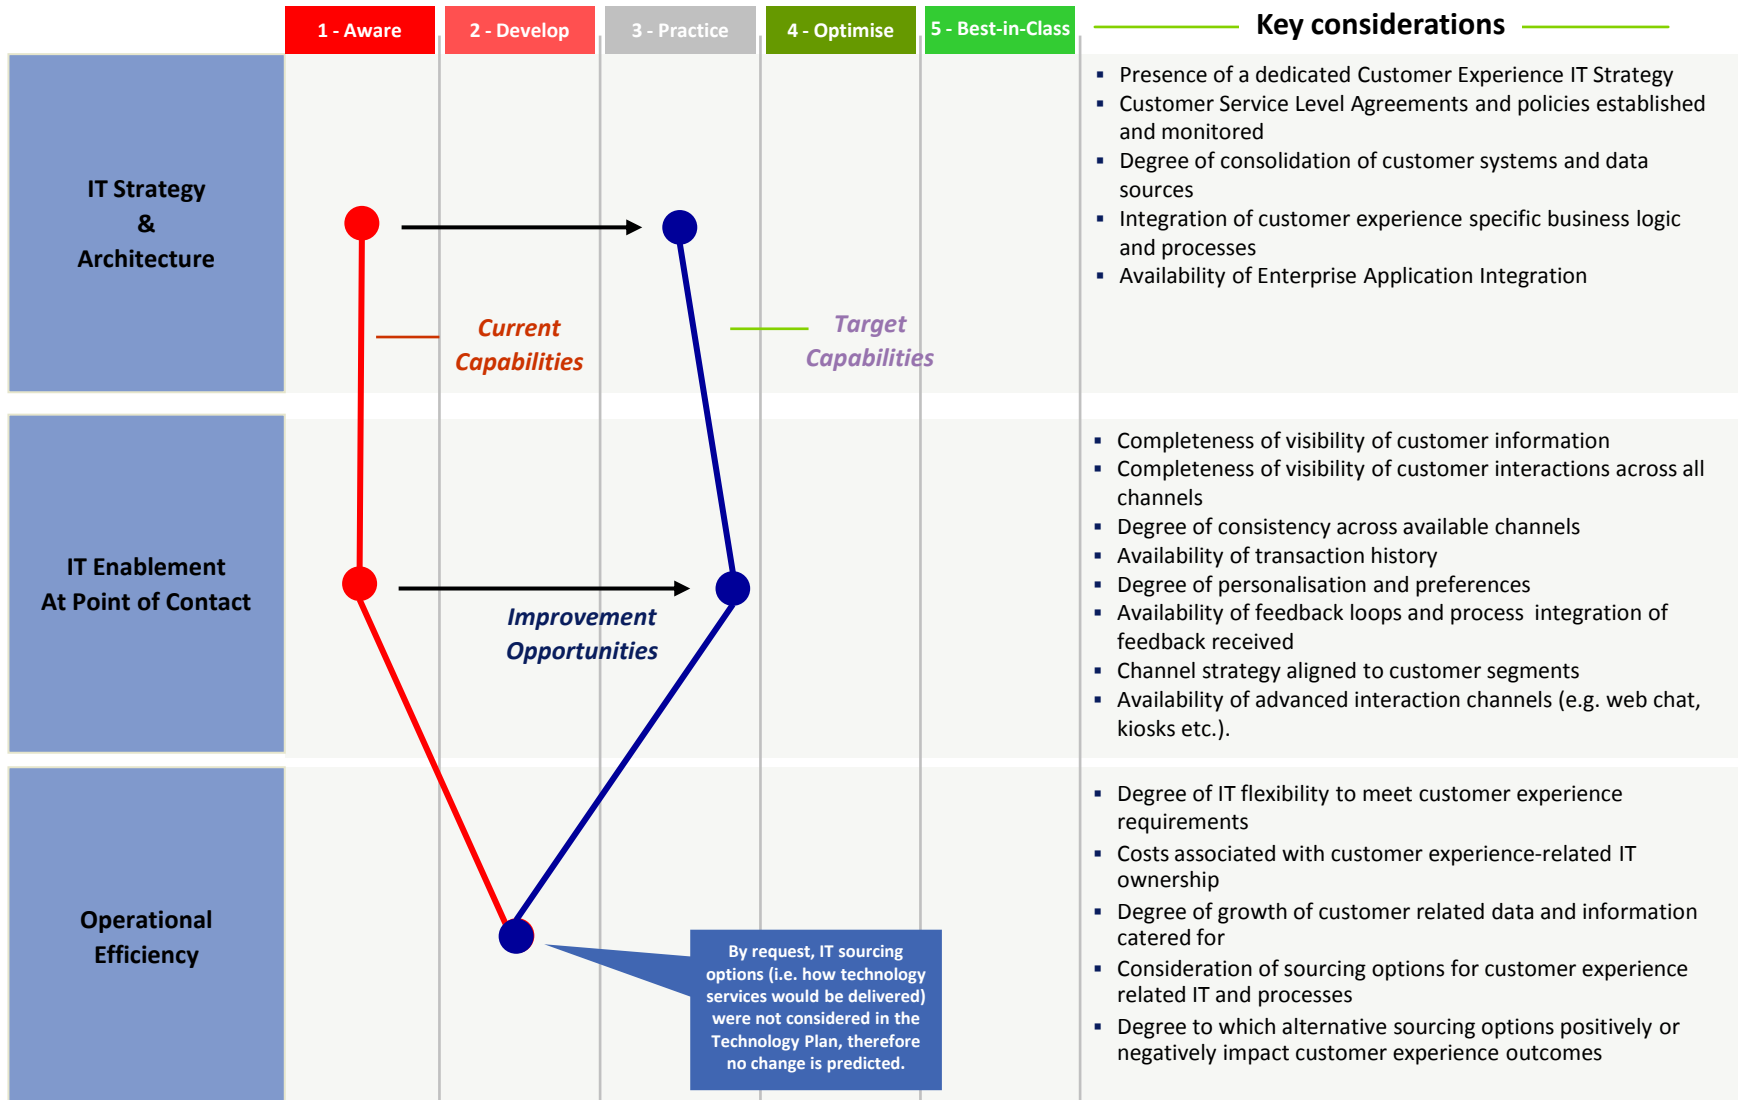 1 - Aware
2 - Develop
3 - Practice
4 - Optimise
5 - Best-in-Class
Key considerations
IT Strategy
&
Architecture
Current
Capabilities
Target
Capabilities
▪ Presence of a dedicated Customer Experience IT Strategy
▪ Customer Service Level Agreements and policies established
and monitored
▪ Degree of consolidation of customer systems and data
sources
▪ Integration of customer experience specific business logic
and processes
▪ Availability of Enterprise Application Integration
IT Enablement
At Point of Contact
Improvement
Opportunities
▪ Completeness of visibility of customer information
▪ Completeness of visibility of customer interactions across all
channels
▪ Degree of consistency across available channels
▪ Availability of transaction history
▪ Degree of personalisation and preferences
▪ Availability of feedback loops and process integration of
feedback received
▪ Channel strategy aligned to customer segments
▪ Availability of advanced interaction channels (e.g. web chat,
kiosks etc.).
Operational
Efficiency
By request, IT sourcing
options (i.e. how technology
services would be delivered)
were not considered in the
Technology Plan, therefore
no change is predicted.
▪ Degree of IT flexibility to meet customer experience
requirements
▪ Costs associated with customer experience-related IT
ownership
▪ Degree of growth of customer related data and information
catered for
▪ Consideration of sourcing options for customer experience
related IT and processes
▪ Degree to which alternative sourcing options positively or
negatively impact customer experience outcomes